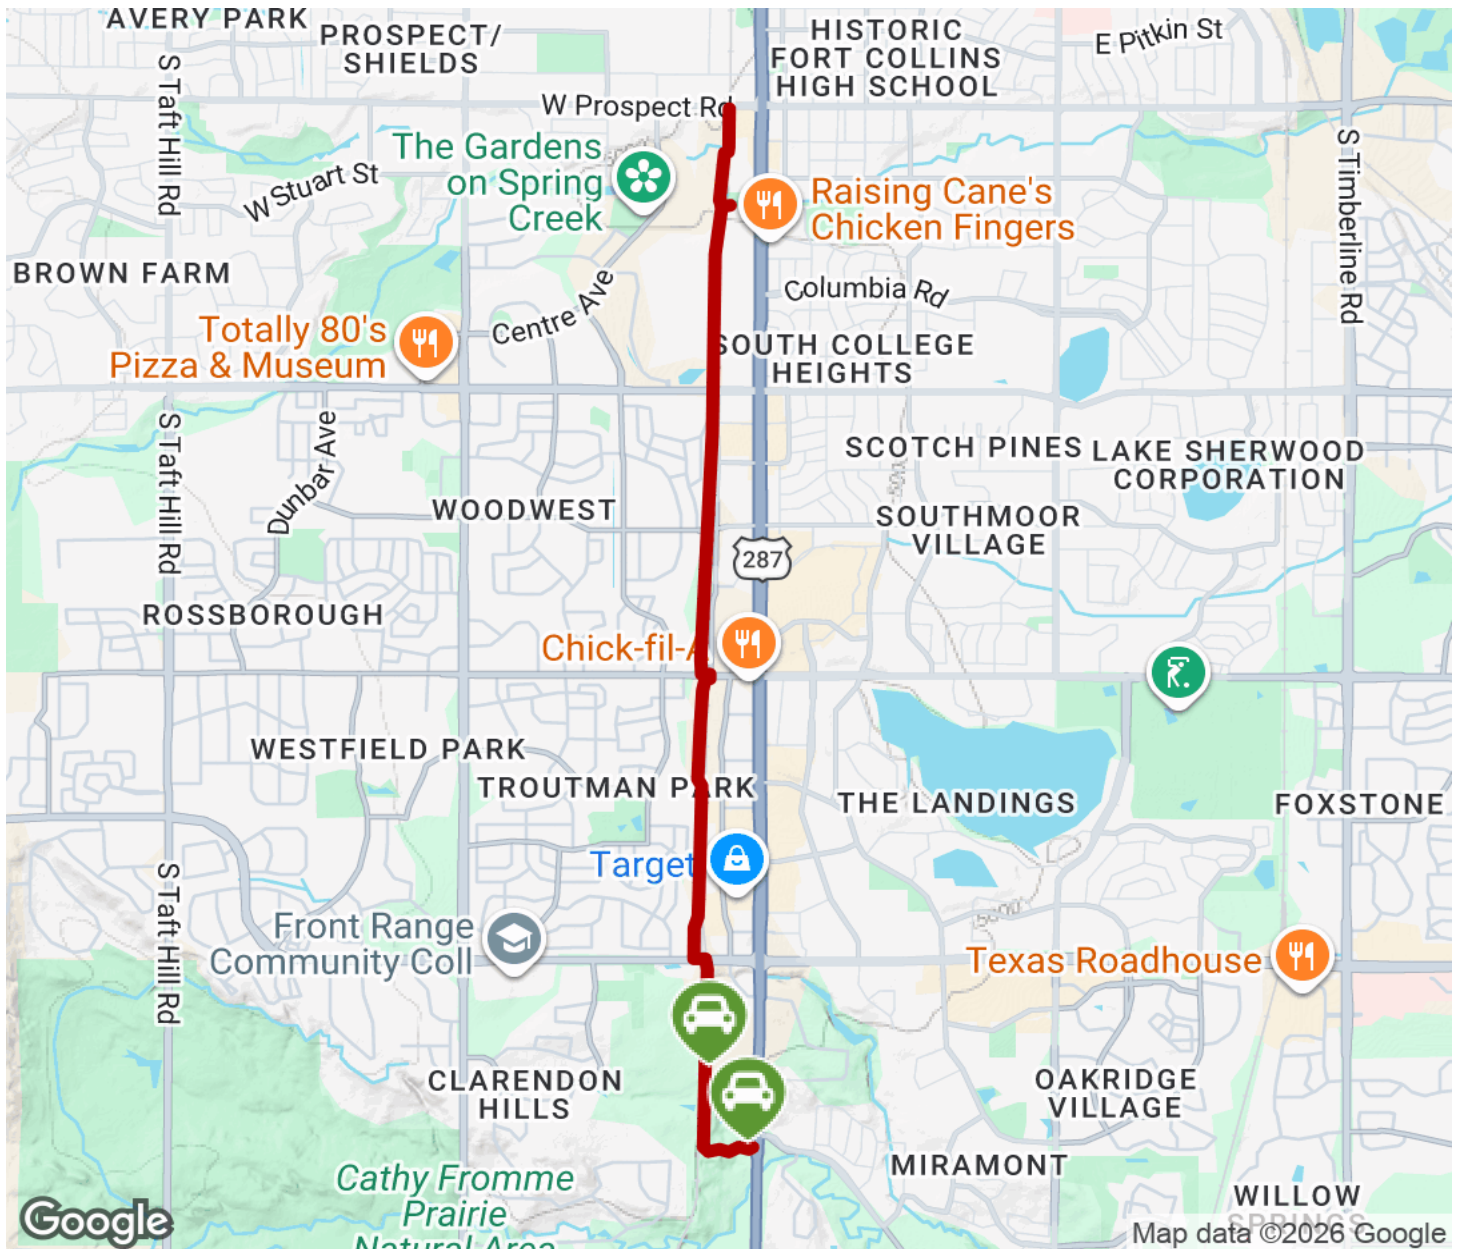 AVERY PARK
PROSPECT/
SHIELDS
HISTORIC
FORT COLLINS
HIGH SCHOOL
E Pitkin St
S Taft Hill Rd
W Prospect Rd
The Gardens
on Spring
Creek
W Stuart St
S Timberline Rd
Raising Cane's
Chicken Fingers
BROWN FARM
Centre Ave
Columbia Rd
Totally 80's
Pizza & Museum
SOUTH COLLEGE
HEIGHTS
S Taft Hill Rd
Dunbar Ave
SCOTCH PINES
LAKE SHERWOOD
CORPORATION
WOODWEST
SOUTHMOOR
VILLAGE
287
ROSSBOROUGH
Chick-fil-A
WESTFIELD PARK
TROUTMAN PARK
THE LANDINGS
FOXSTONE
Target
S Taft Hill Rd
Front Range
Community Coll
Texas Roadhouse
CLARENDON
HILLS
OAKRIDGE
VILLAGE
MIRAMONT
Cathy Fromme
Prairie
Natural Area
WILLOW
SPRINGS
Google
Map data ©2026 Google